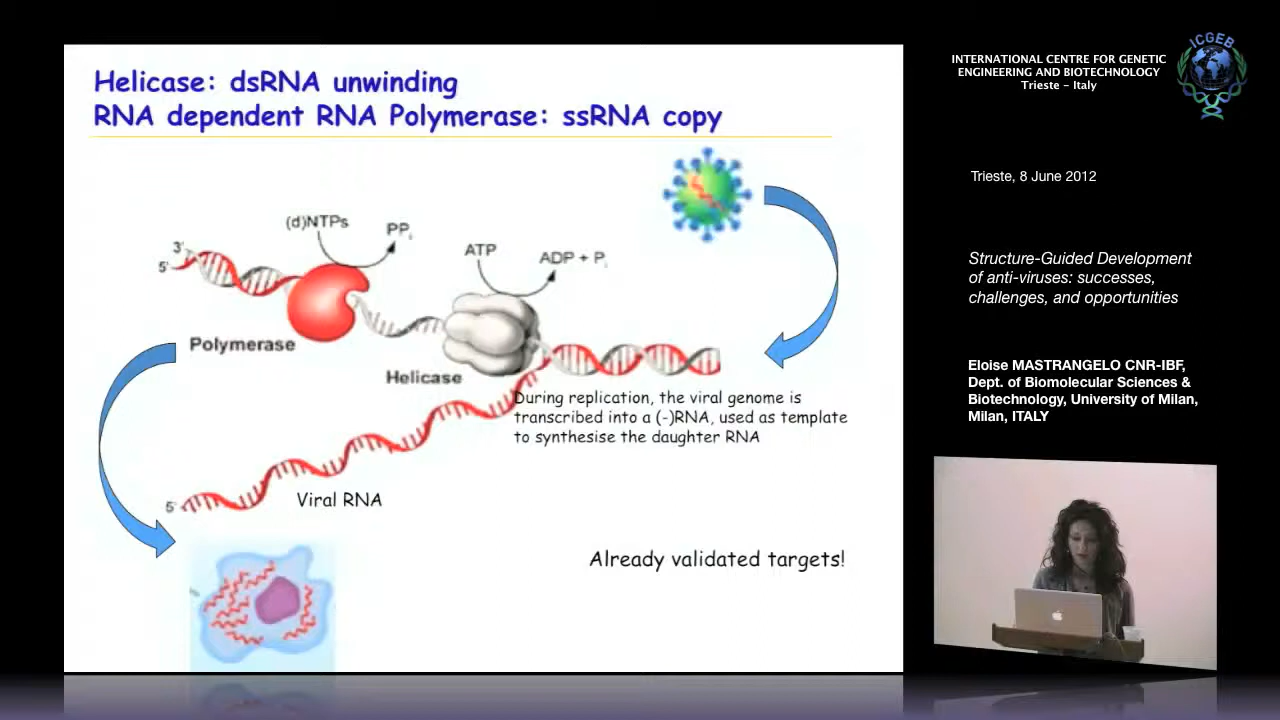 Helicase: dsRNA unwinding
RNA dependent RNA Polymerase: ssRNA copy
(d)NTPs
PPi
3'
5'
ATP
ADP + Pi
Polymerase
Helicase
During replication, the viral genome is
transcribed into a (-)RNA, used as template
to synthesise the daughter RNA
5'
Viral RNA
Already validated targets!
INTERNATIONAL CENTRE FOR GENETIC
ENGINEERING AND BIOTECHNOLOGY
Trieste - Italy
ICGEB
Trieste, 8 June 2012
Structure-Guided Development
of anti-viruses: successes,
challenges, and opportunities
Eloise MASTRANGELO CNR-IBF,
Dept. of Biomolecular Sciences &
Biotechnology, University of Milan,
Milan, ITALY